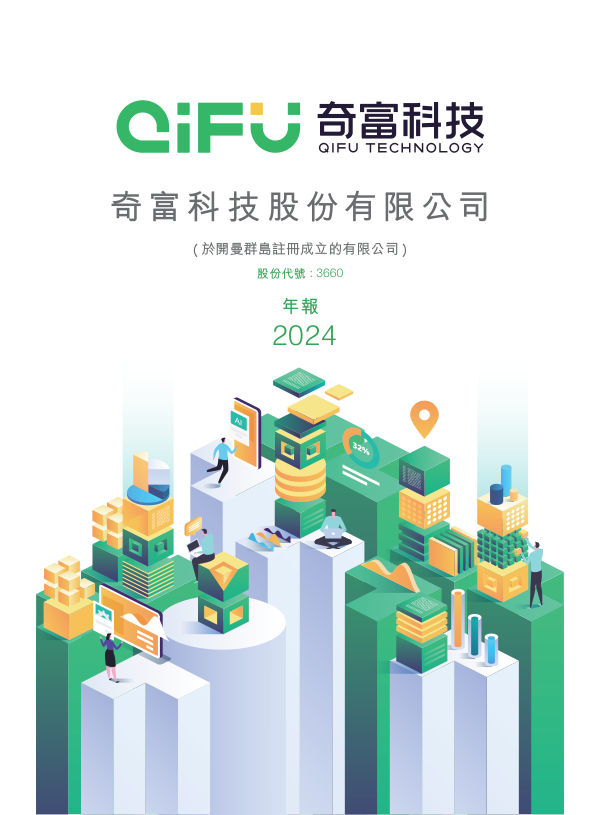 QiFU 奇富科技
QIFU TECHNOLOGY
奇富科技股份有限公司
(於開曼群島註冊成立的有限公司)
股份代號：3660
年報
2024
AI
32%